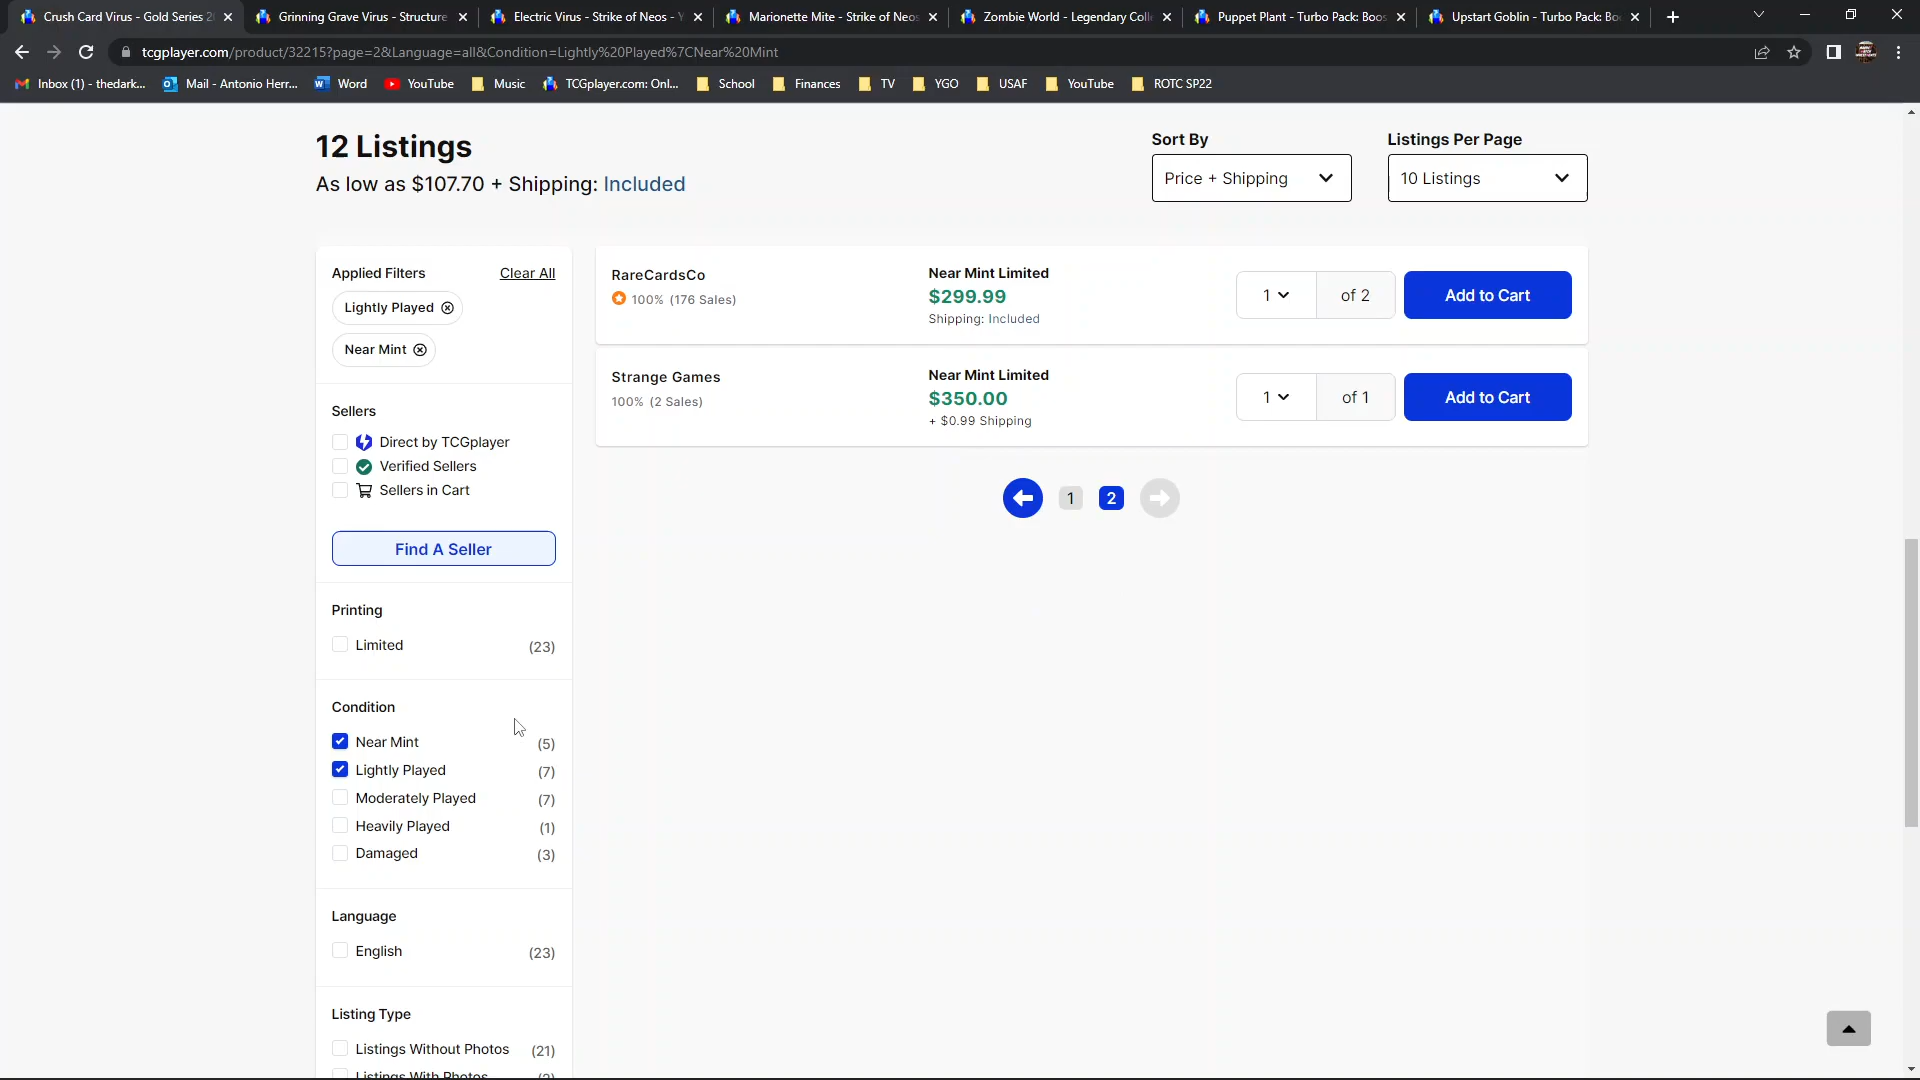 Crush Card Virus - Gold Series 2
Grinning Grave Virus - Structure
Electric Virus - Strike of Neos - Y
Marionette Mite - Strike of Neos
Zombie World - Legendary Colle
Puppet Plant - Turbo Pack: Boos
Upstart Goblin - Turbo Pack: Bo
tcgplayer.com/product/32215?page=2&Language=all&Condition=Lightly%20Played%7CNear%20Mint
Inbox (1) - thedark...
Mail - Antonio Herr...
Word
YouTube
Music
TCGplayer.com: Onl...
School
Finances
TV
YGO
USAF
YouTube
ROTC SP22
12 Listings
As low as $107.70 + Shipping: Included
Sort By
Price + Shipping
Listings Per Page
10 Listings
Applied Filters
Clear All
Lightly Played
Near Mint
Sellers
Direct by TCGplayer
Verified Sellers
Sellers in Cart
Find A Seller
Printing
Limited (23)
Condition
Near Mint (5)
Lightly Played (7)
Moderately Played (7)
Heavily Played (1)
Damaged (3)
Language
English (23)
Listing Type
Listings Without Photos (21)
Listings With Photos
RareCardsCo
100% (176 Sales)
Near Mint Limited
$299.99
Shipping: Included
1 of 2
Add to Cart
Strange Games
100% (2 Sales)
Near Mint Limited
$350.00
+ $0.99 Shipping
1 of 1
Add to Cart
1
2